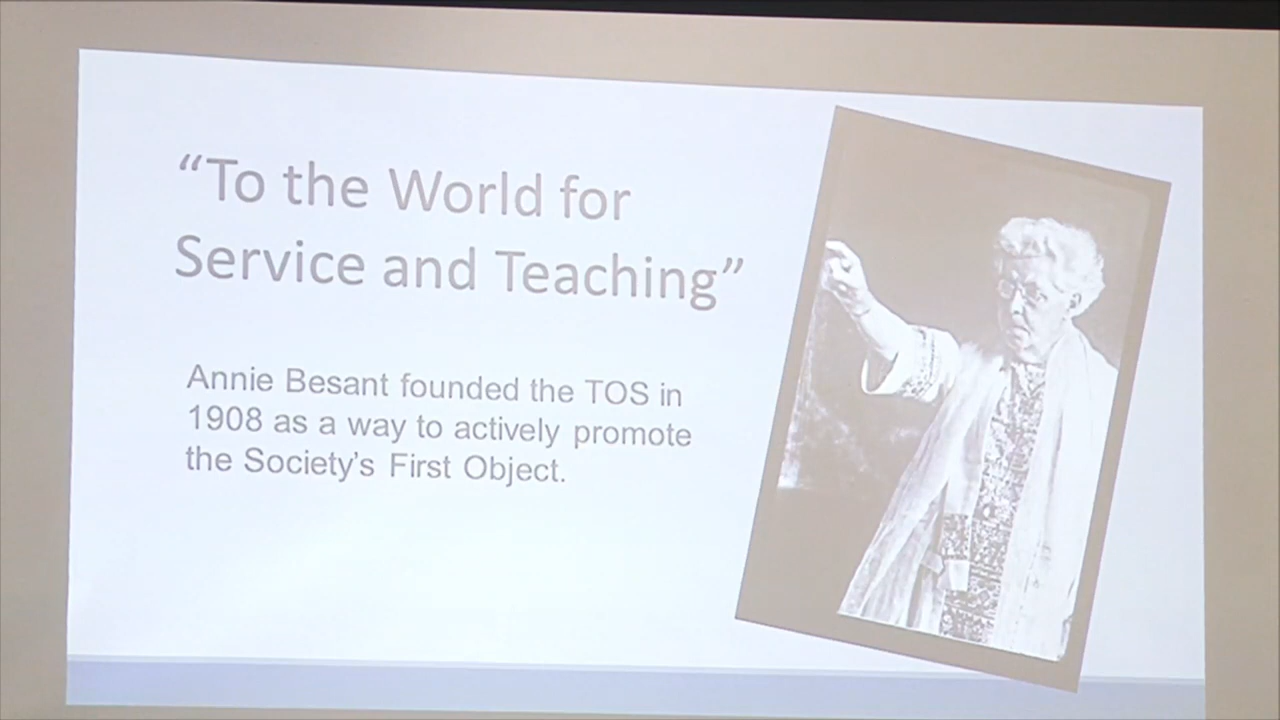 “To the World for
Service and Teaching”
Annie Besant founded the TOS in
1908 as a way to actively promote
the Society’s First Object.